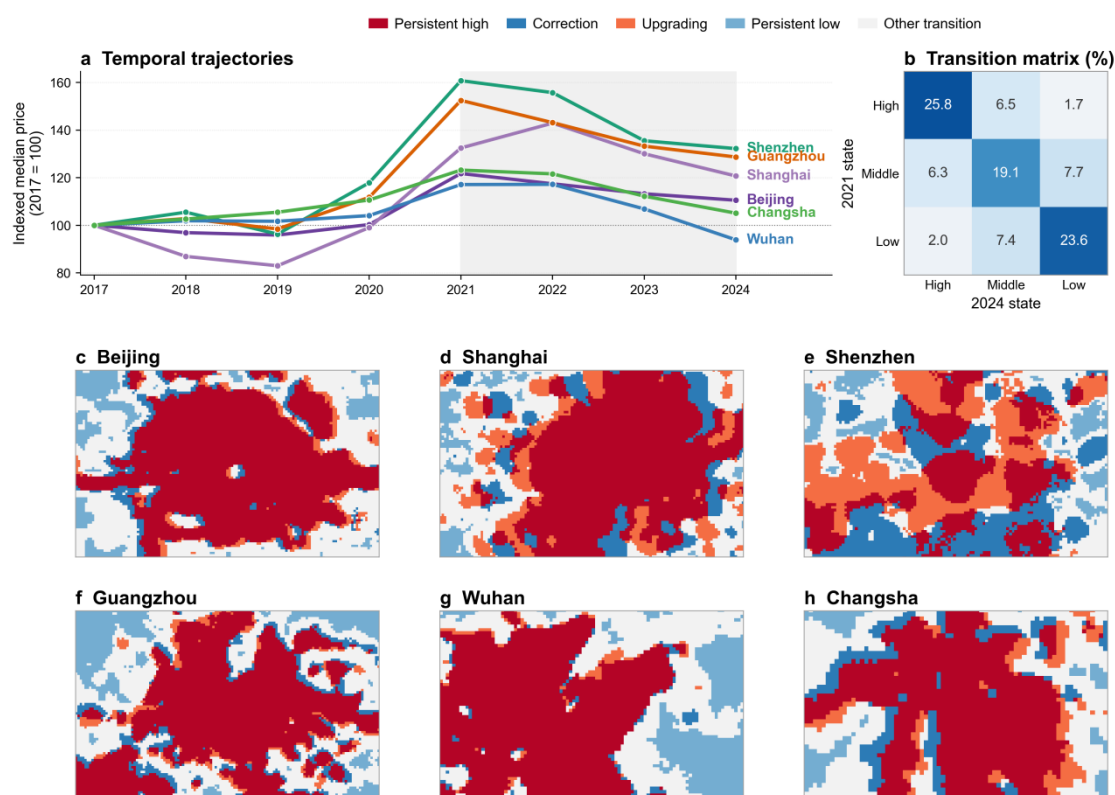 Persistent high Correction Upgrading Persistent low Other transition
a Temporal trajectories
Indexed median price
(2017 = 100)
160
140
120
100
80
2017 2018 2019 2020 2021 2022 2023 2024
Shenzhen
Guangzhou
Shanghai
Beijing
Changsha
Wuhan
b Transition matrix (%)
2021 state
High 25.8 6.5 1.7
Middle 6.3 19.1 7.7
Low 2.0 7.4 23.6
High Middle Low
2024 state
c Beijing
d Shanghai
e Shenzhen
f Guangzhou
g Wuhan
h Changsha